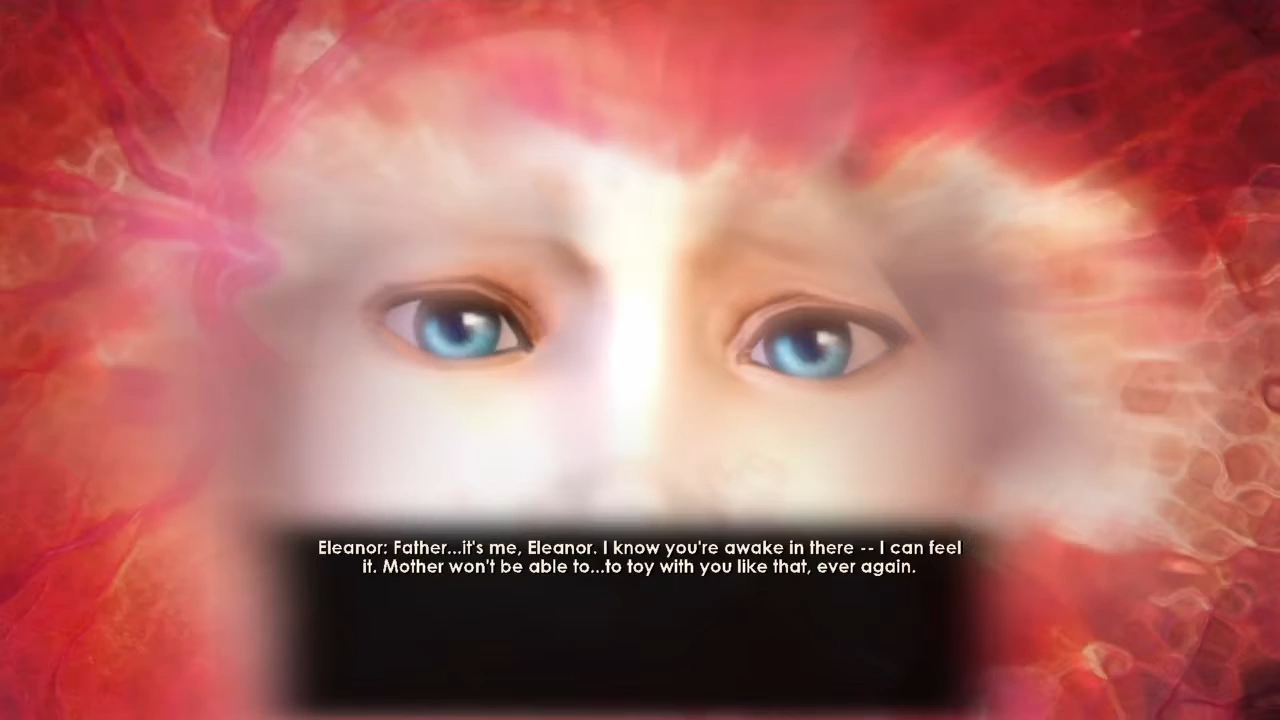 Eleanor: Father...it's me, Eleanor. I know you're awake in there -- I can feel
it. Mother won't be able to...to toy with you like that, ever again.